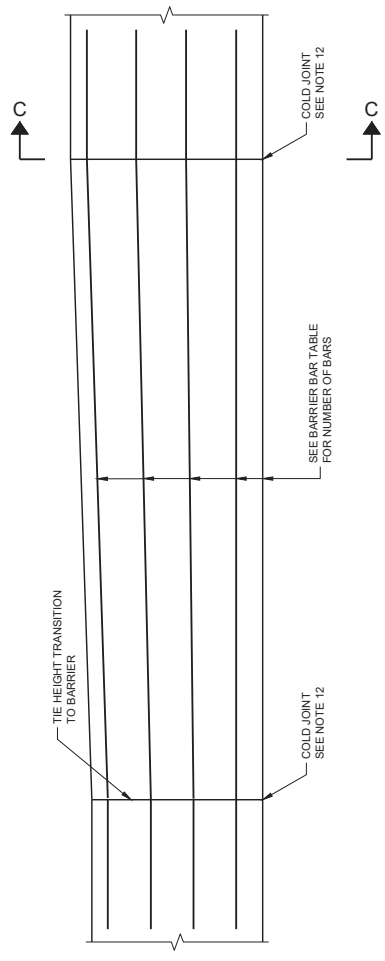 C
C
COLD JOINT
SEE NOTE 12
SEE BARRIER BAR TABLE
FOR NUMBER OF BARS
TIE HEIGHT TRANSITION
TO BARRIER
COLD JOINT
SEE NOTE 12